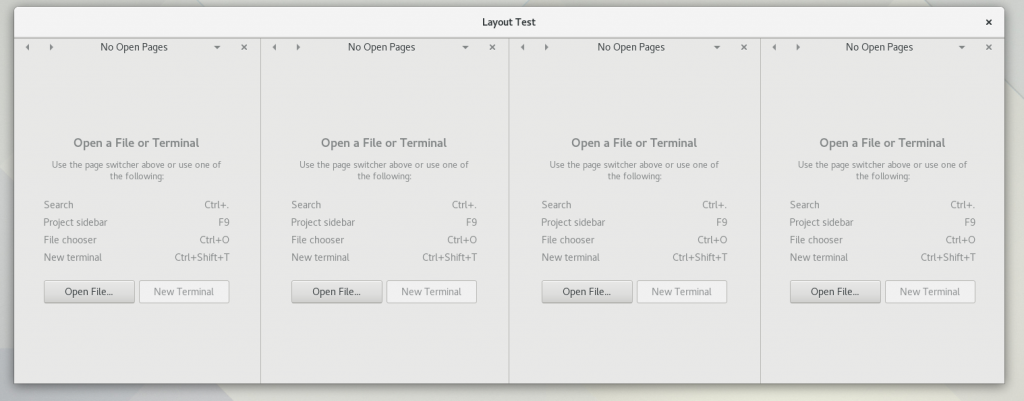 Layout Test
No Open Pages
Open a File or Terminal
Use the page switcher above or use one of
the following:
Search Ctrl+.
Project sidebar F9
File chooser Ctrl+O
New terminal Ctrl+Shift+T
Open File... New Terminal
No Open Pages
Open a File or Terminal
Use the page switcher above or use one of
the following:
Search Ctrl+.
Project sidebar F9
File chooser Ctrl+O
New terminal Ctrl+Shift+T
Open File... New Terminal
No Open Pages
Open a File or Terminal
Use the page switcher above or use one of
the following:
Search Ctrl+.
Project sidebar F9
File chooser Ctrl+O
New terminal Ctrl+Shift+T
Open File... New Terminal
No Open Pages
Open a File or Terminal
Use the page switcher above or use one of
the following:
Search Ctrl+.
Project sidebar F9
File chooser Ctrl+O
New terminal Ctrl+Shift+T
Open File... New Terminal